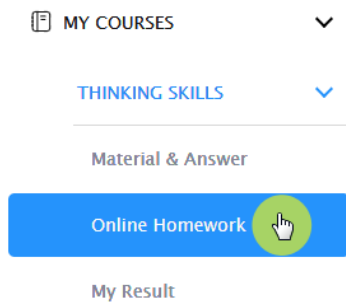 MY COURSES
THINKING SKILLS
Material & Answer
Online Homework
My Result